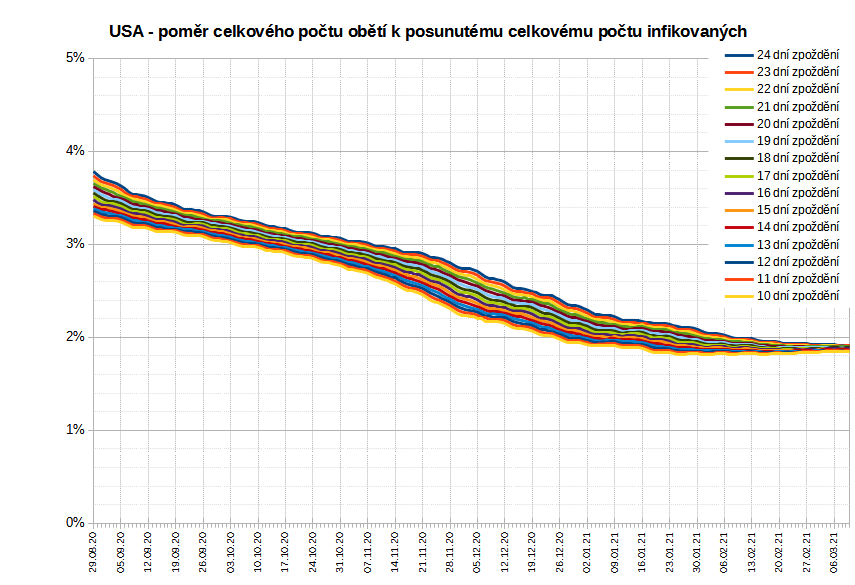 USA - poměr celkového počtu obětí k posunutému celkovému počtu infikovaných
5%
4%
3%
2%
1%
0%
24 dní zpoždění
23 dní zpoždění
22 dní zpoždění
21 dní zpoždění
20 dní zpoždění
19 dní zpoždění
18 dní zpoždění
17 dní zpoždění
16 dní zpoždění
15 dní zpoždění
14 dní zpoždění
13 dní zpoždění
12 dní zpoždění
11 dní zpoždění
10 dní zpoždění
29.08.20
05.09.20
12.09.20
19.09.20
26.09.20
03.10.20
10.10.20
17.10.20
24.10.20
31.10.20
07.11.20
14.11.20
21.11.20
28.11.20
05.12.20
12.12.20
19.12.20
26.12.20
02.01.21
09.01.21
16.01.21
23.01.21
30.01.21
06.02.21
13.02.21
20.02.21
27.02.21
06.03.21